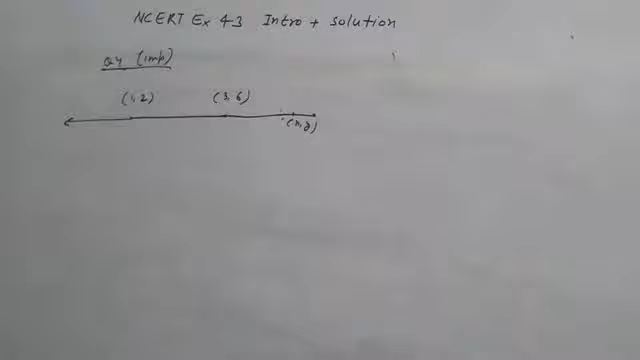 NCERT Ex 4.3 Intro + solution
Q4 (imp)
(1,2) (3,6)
(x,y)